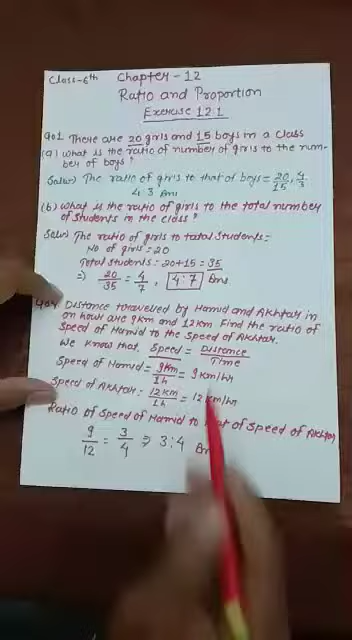 Class-6th Chapter-12
Ratio and Proportion
Exercise 12.1
Q01 There are 20 girls and 15 boys in a class
(a) What is the ratio of number of girls to the num-
ber of boys?
Solun) The ratio of girls to that of boys = 20/15, 4/3
4:3 Ans
(b) What is the ratio of girls to the total number
of students in the class?
Solun) The ratio of girls to total students =
No of girls = 20
Total students = 20+15 = 35
⇒ 20/35 = 4/7, 4:7 Ans.
Q04. Distance travelled by Hamid and Akhtar in
an hour are 9km and 12km Find the ratio of
Speed of Hamid to the Speed of Akhtar.
We know that. Speed = Distance/Time
Speed of Hamid = 9km/1h = 9km/hr
Speed of Akhtar = 12km/1h = 12km/hr
Ratio of Speed of Hamid to that of Speed of Akhtar
9/12 = 3/4 ⇒ 3:4 Ans